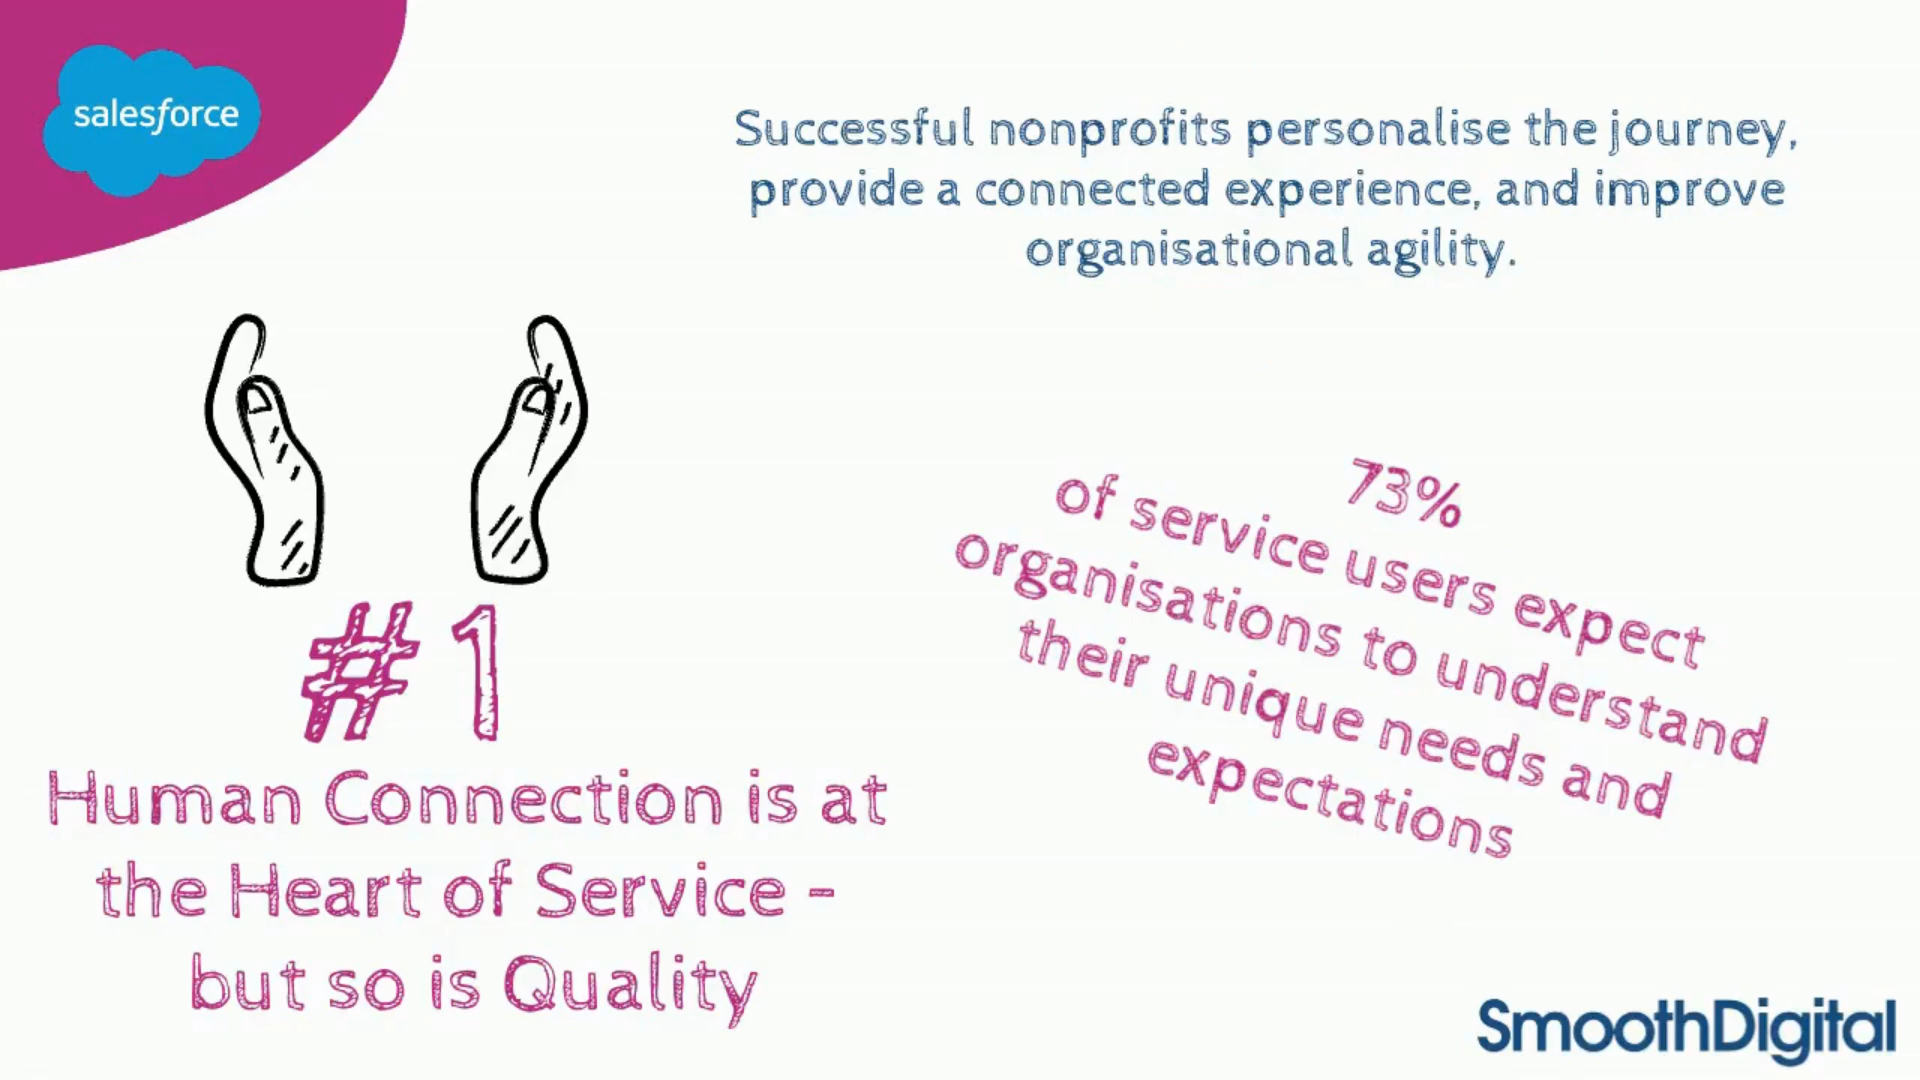 salesforce
Successful nonprofits personalise the journey,
provide a connected experience, and improve
organisational agility.
#1
Human Connection is at
the Heart of Service -
but so is Quality
73%
of service users expect
organisations to understand
their unique needs and
expectations
SmoothDigital